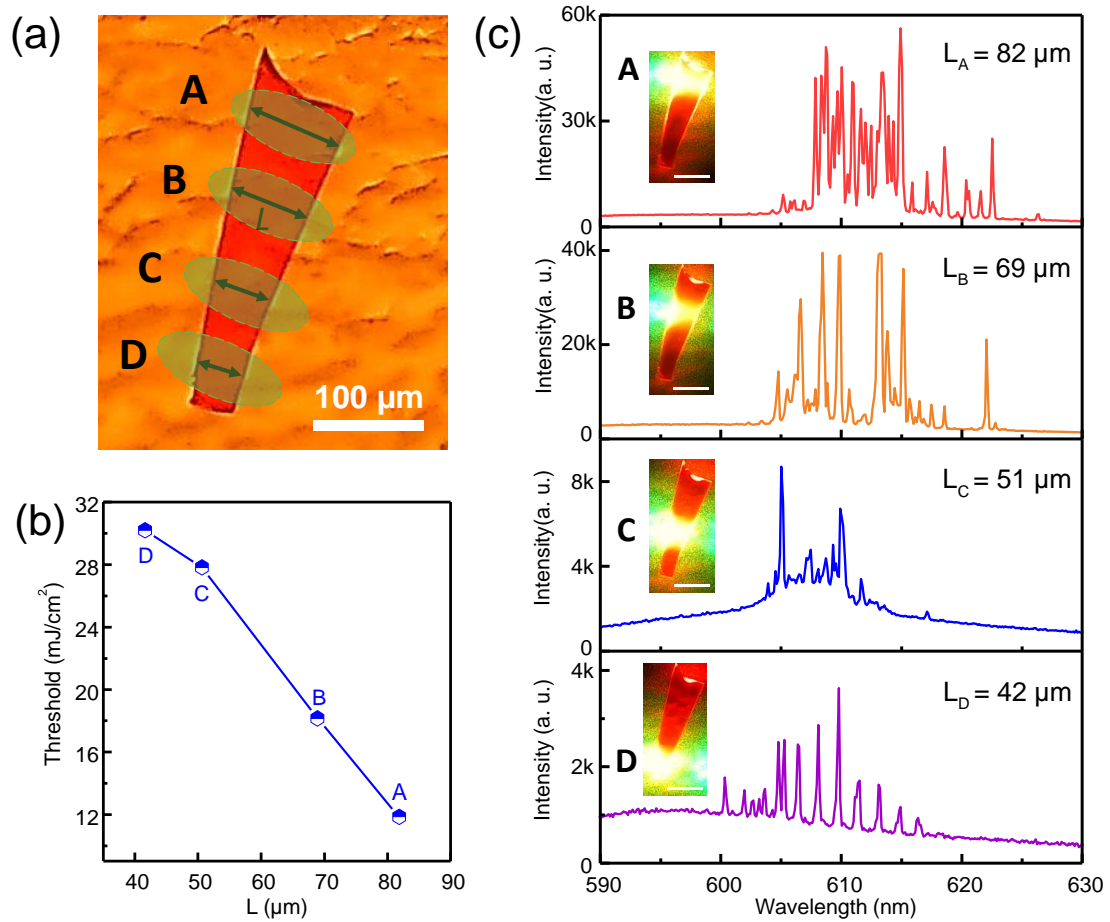 (a)
A
B
L
C
D
100 µm
(b)
Threshold (mJ/cm²)
32
28
24
20
16
12
D
C
B
A
40
50
60
70
80
90
L (µm)
(c)
Intensity(a. u.)
60k
30k
0
A
L_A = 82 µm
Intensity(a. u.)
40k
20k
0
B
L_B = 69 µm
Intensity(a. u.)
8k
4k
0
C
L_C = 51 µm
Intensity (a. u.)
4k
2k
0
D
L_D = 42 µm
590
600
610
620
630
Wavelength (nm)